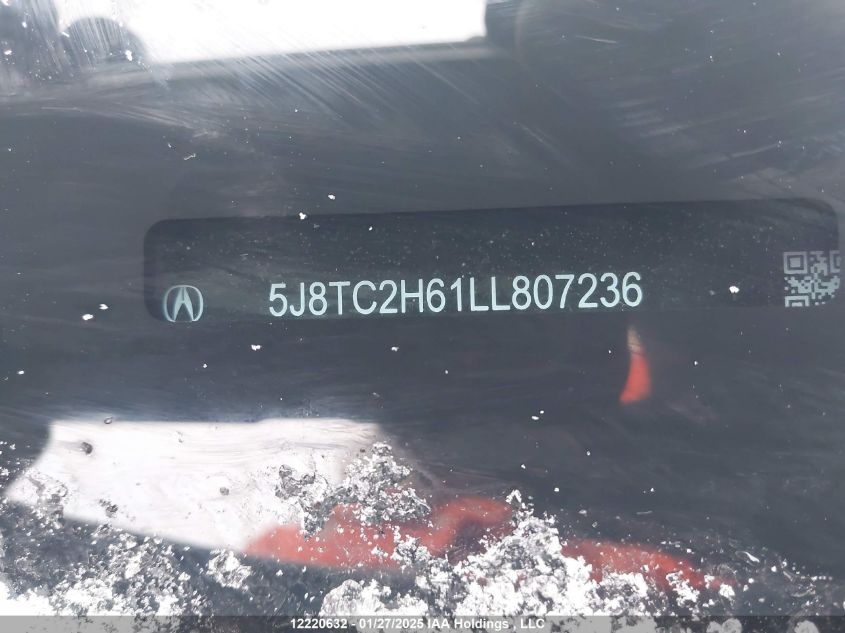 5J8TC2H61LL807236
12220632 - 01/27/2025 IAA Holdings , LLC